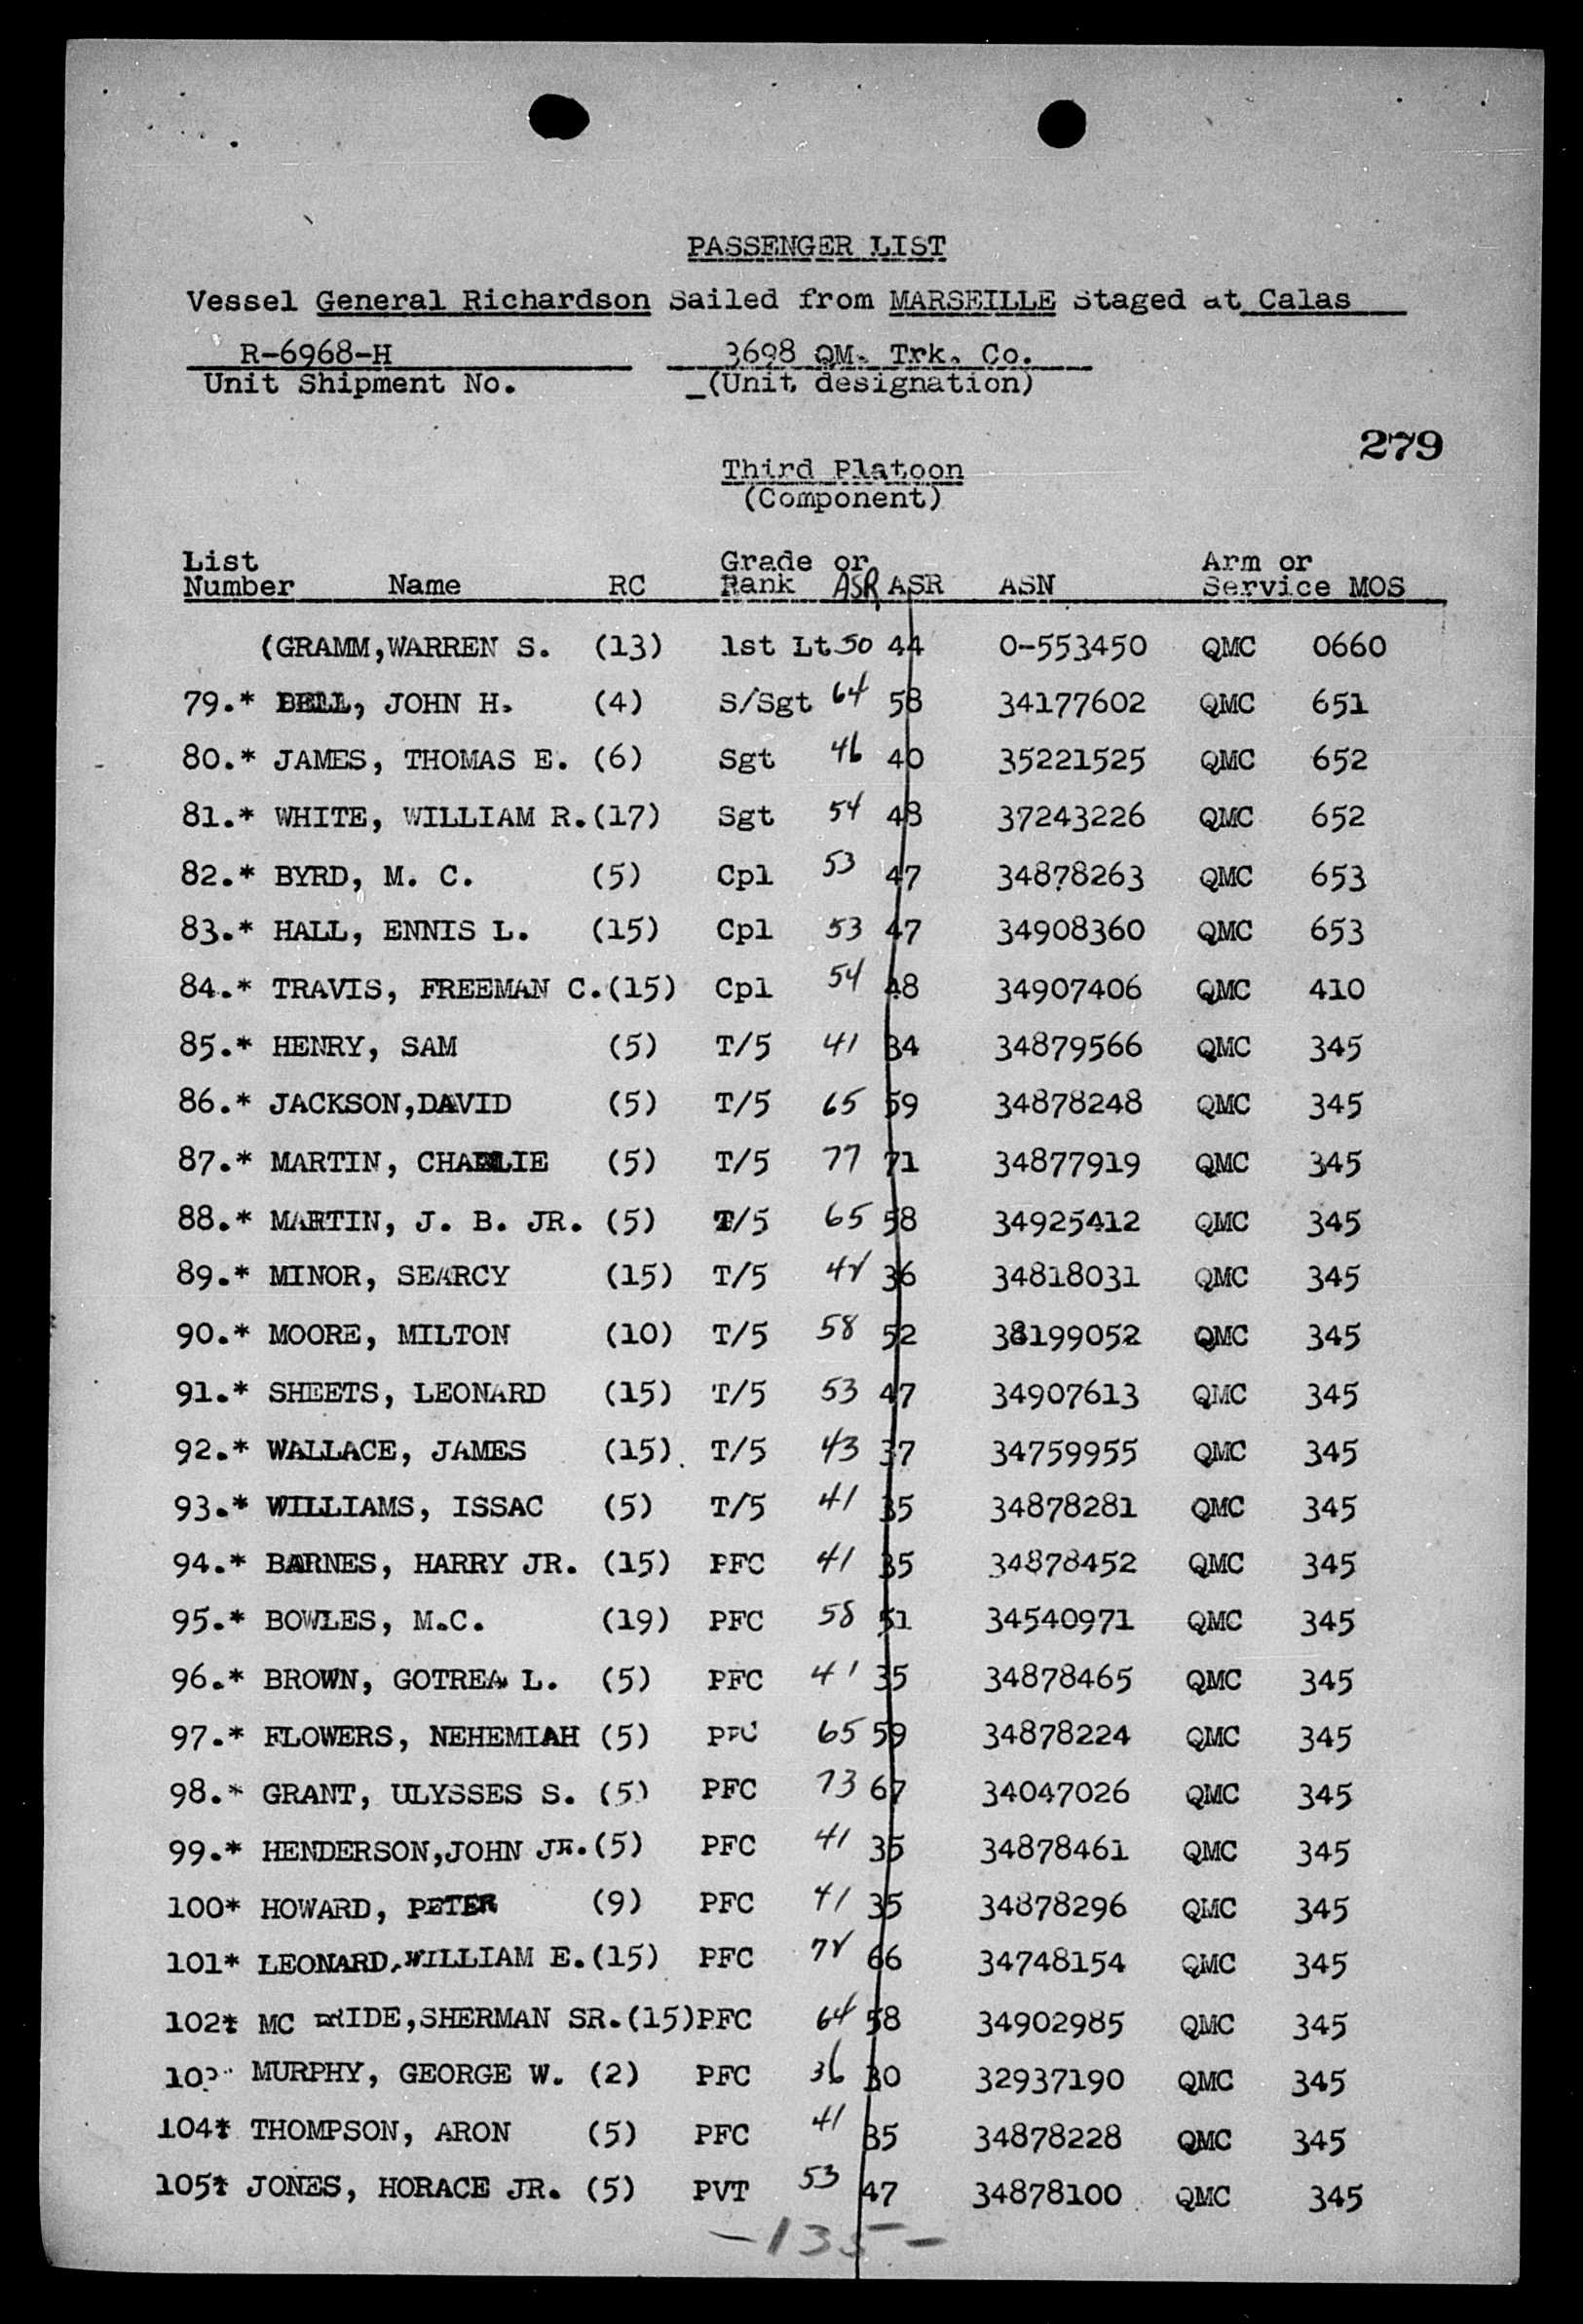 PASSENGER LIST
Vessel General Richardson Sailed from MARSEILLE Staged at Calas
R-6968-H 3698 QM. Trk. Co.
Unit Shipment No. (Unit designation)
279
Third Platoon
(Component)
List Grade or Arm or
Number Name RC Rank ASR ASR ASN Service MOS
(GRAMM,WARREN S. (13) 1st Lt 50 44 0-553450 QMC 0660
79.* BELL, JOHN H. (4) S/Sgt 64 58 34177602 QMC 651
80.* JAMES, THOMAS E. (6) Sgt 46 40 35221525 QMC 652
81.* WHITE, WILLIAM R.(17) Sgt 54 48 37243226 QMC 652
82.* BYRD, M. C. (5) Cpl 53 47 34878263 QMC 653
83.* HALL, ENNIS L. (15) Cpl 53 47 34908360 QMC 653
84.* TRAVIS, FREEMAN C.(15) Cpl 54 48 34907406 QMC 410
85.* HENRY, SAM (5) T/5 41 34 34879566 QMC 345
86.* JACKSON,DAVID (5) T/5 65 59 34878248 QMC 345
87.* MARTIN, CHARLIE (5) T/5 77 71 34877919 QMC 345
88.* MARTIN, J. B. JR. (5) T/5 65 58 34925412 QMC 345
89.* MINOR, SEARCY (15) T/5 42 36 34818031 QMC 345
90.* MOORE, MILTON (10) T/5 58 52 38199052 QMC 345
91.* SHEETS, LEONARD (15) T/5 53 47 34907613 QMC 345
92.* WALLACE, JAMES (15) T/5 43 37 34759955 QMC 345
93.* WILLIAMS, ISSAC (5) T/5 41 35 34878281 QMC 345
94.* BARNES, HARRY JR. (15) PFC 41 35 34878452 QMC 345
95.* BOWLES, M.C. (19) PFC 58 51 34540971 QMC 345
96.* BROWN, GOTREA L. (5) PFC 41 35 34878465 QMC 345
97.* FLOWERS, NEHEMIAH (5) PFC 65 59 34878224 QMC 345
98.* GRANT, ULYSSES S. (5) PFC 73 67 34047026 QMC 345
99.* HENDERSON,JOHN JR.(5) PFC 41 35 34878461 QMC 345
100* HOWARD, PETER (9) PFC 41 35 34878296 QMC 345
101* LEONARD,WILLIAM E.(15) PFC 72 66 34748154 QMC 345
102* MC BRIDE,SHERMAN SR.(15)PFC 64 58 34902985 QMC 345
103 MURPHY, GEORGE W. (2) PFC 36 30 32937190 QMC 345
104* THOMPSON, ARON (5) PFC 41 35 34878228 QMC 345
105* JONES, HORACE JR. (5) PVT 53 47 34878100 QMC 345
-135-